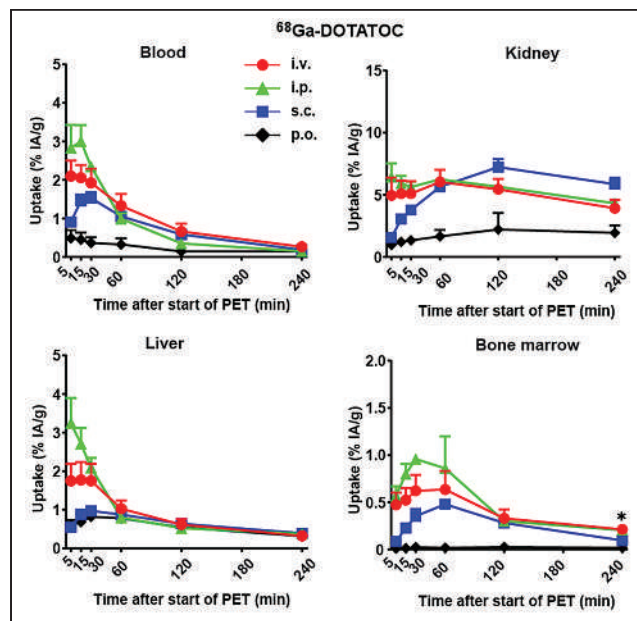 ⁶⁸Ga-DOTATOC
Blood
i.v.
i.p.
s.c.
p.o.
Uptake (% IA/g)
5
4
3
2
1
0
5 15 30 60 120 180 240
Time after start of PET (min)
Kidney
Uptake (% IA/g)
15
10
5
0
5 15 30 60 120 180 240
Time after start of PET (min)
Liver
Uptake (% IA/g)
5
4
3
2
1
0
5 15 30 60 120 180 240
Time after start of PET (min)
Bone marrow
Uptake (% IA/g)
2.0
1.5
1.0
0.5
0.0
*
5 15 30 60 120 180 240
Time after start of PET (min)